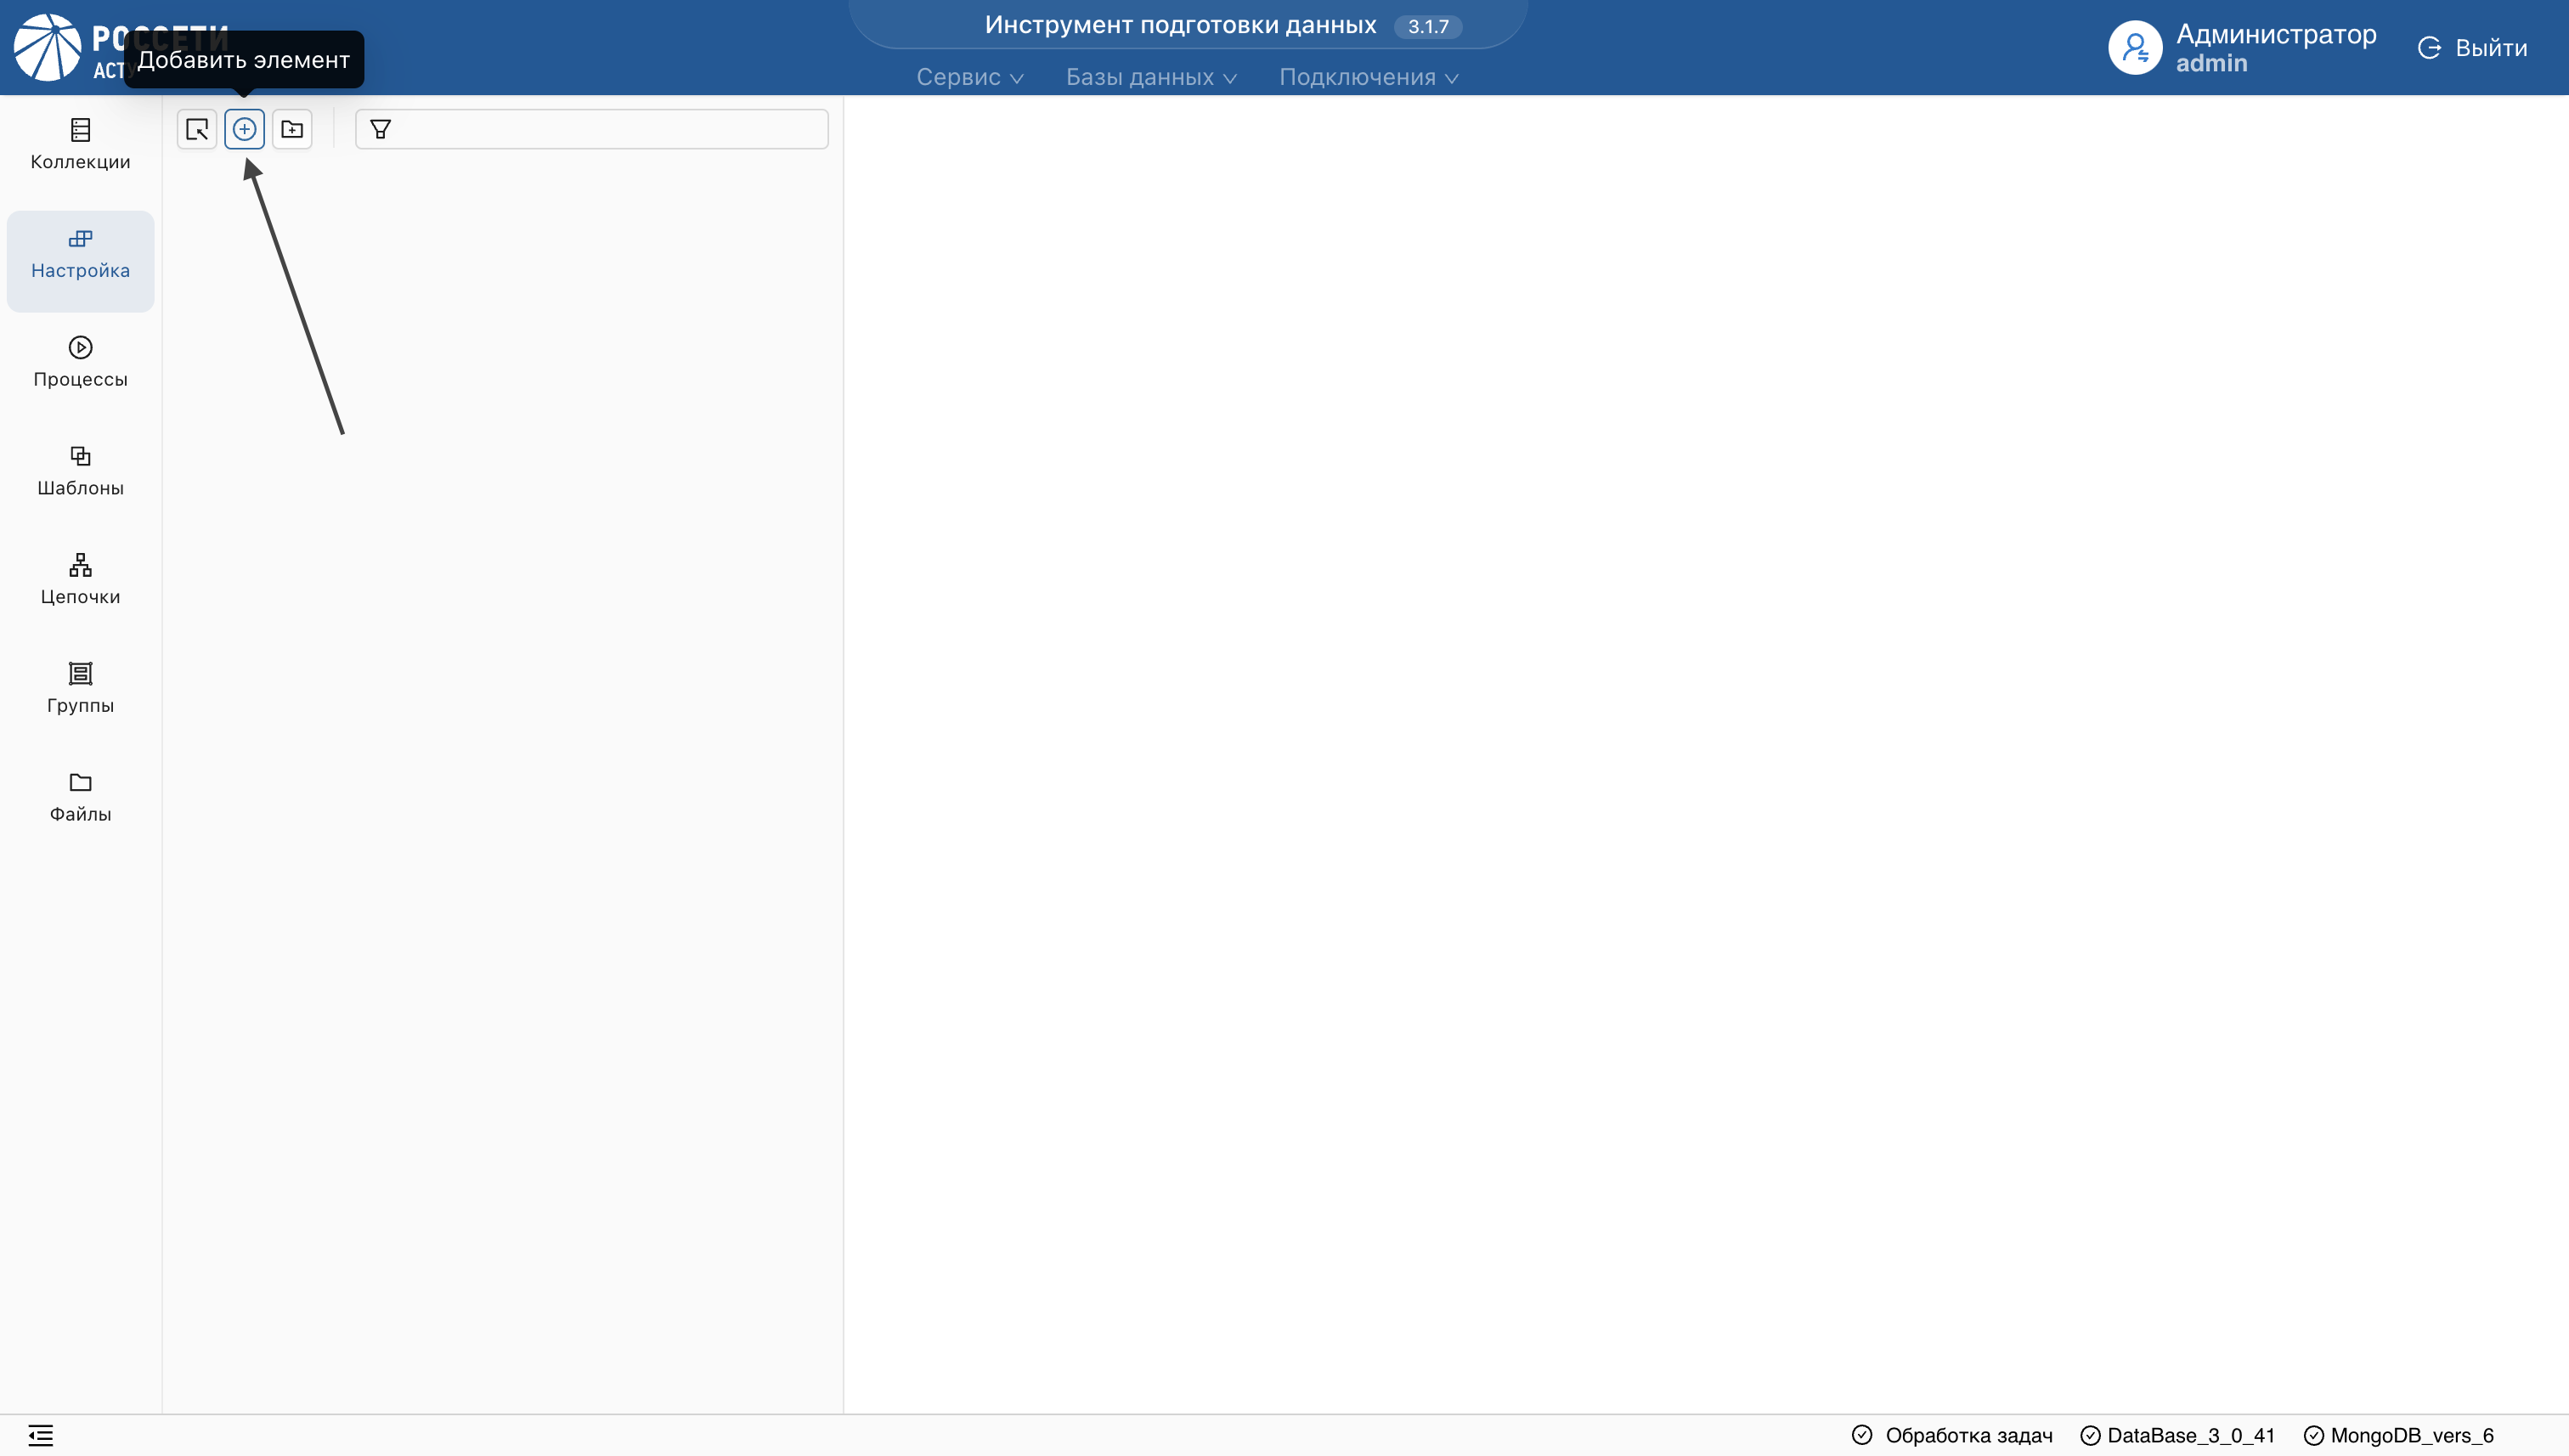 РОССЕТИ
АСТУ
Добавить элемент
Инструмент подготовки данных 3.1.7
Сервис Базы данных Подключения
Администратор
admin
Выйти
Коллекции
Настройка
Процессы
Шаблоны
Цепочки
Группы
Файлы
Обработка задач DataBase_3_0_41 MongoDB_vers_6